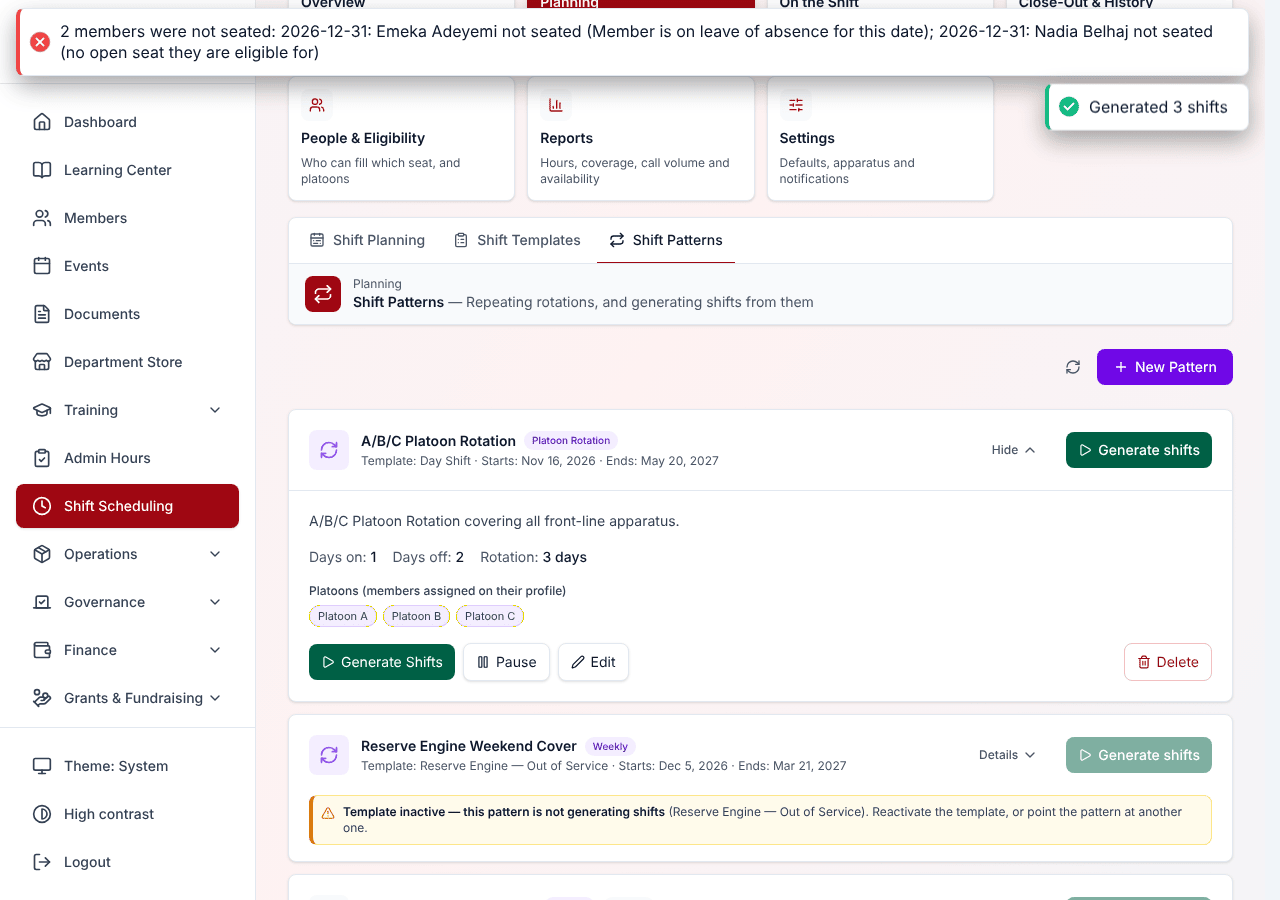 Overview
Planning
On the Shift
Close-Out & History
2 members were not seated: 2026-12-31: Emeka Adeyemi not seated (Member is on leave of absence for this date); 2026-12-31: Nadia Belhaj not seated
(no open seat they are eligible for)
Generated 3 shifts
Dashboard
Learning Center
Members
Events
Documents
Department Store
Training
Admin Hours
Shift Scheduling
Operations
Governance
Finance
Grants & Fundraising
Theme: System
High contrast
Logout
People & Eligibility
Who can fill which seat, and
platoons
Reports
Hours, coverage, call volume and
availability
Settings
Defaults, apparatus and
notifications
Shift Planning
Shift Templates
Shift Patterns
Planning
Shift Patterns — Repeating rotations, and generating shifts from them
New Pattern
A/B/C Platoon Rotation Platoon Rotation
Template: Day Shift · Starts: Nov 16, 2026 · Ends: May 20, 2027
Hide
Generate shifts
A/B/C Platoon Rotation covering all front-line apparatus.
Days on: 1 Days off: 2 Rotation: 3 days
Platoons (members assigned on their profile)
Platoon A Platoon B Platoon C
Generate Shifts
Pause
Edit
Delete
Reserve Engine Weekend Cover Weekly
Template: Reserve Engine — Out of Service · Starts: Dec 5, 2026 · Ends: Mar 21, 2027
Details
Generate shifts
Template inactive — this pattern is not generating shifts (Reserve Engine — Out of Service). Reactivate the template, or point the pattern at another
one.